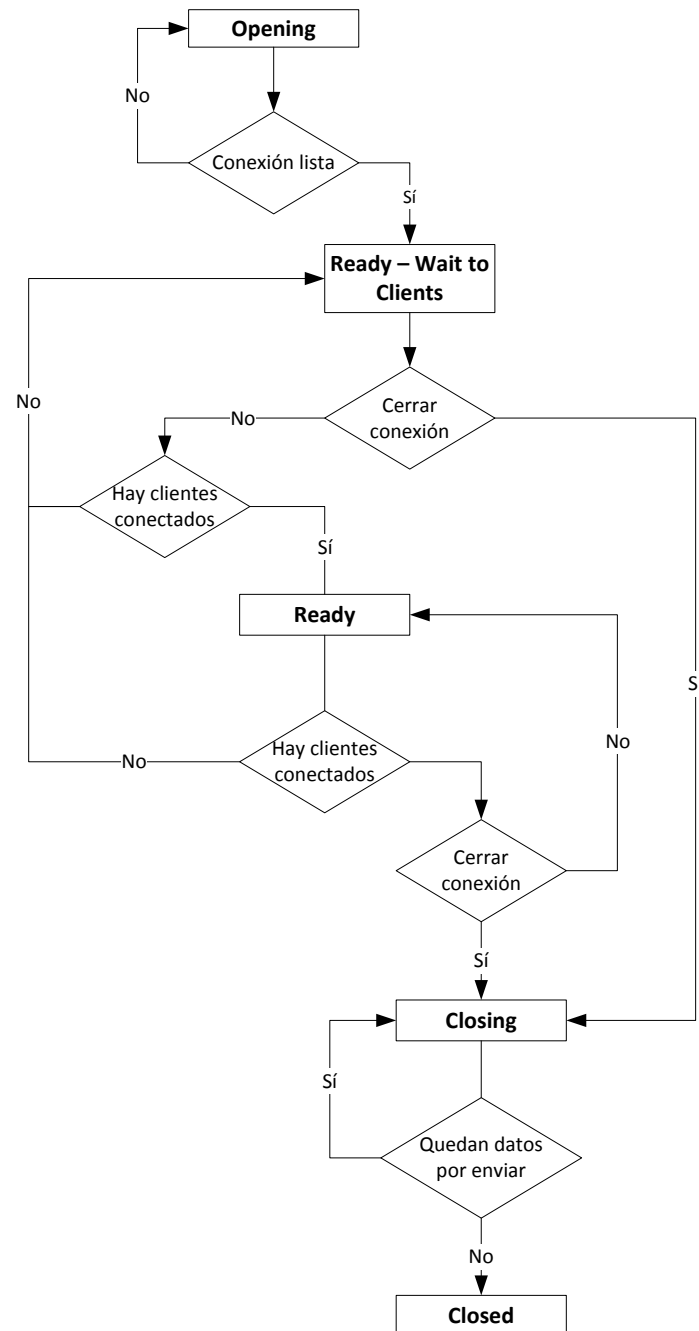 Opening
No
Conexión lista
Sí
Ready – Wait to
Clients
No
No
Cerrar
conexión
Hay clientes
conectados
Sí
Ready
S
No
No
Hay clientes
conectados
Cerrar
conexión
Sí
Closing
Sí
Quedan datos
por enviar
No
Closed